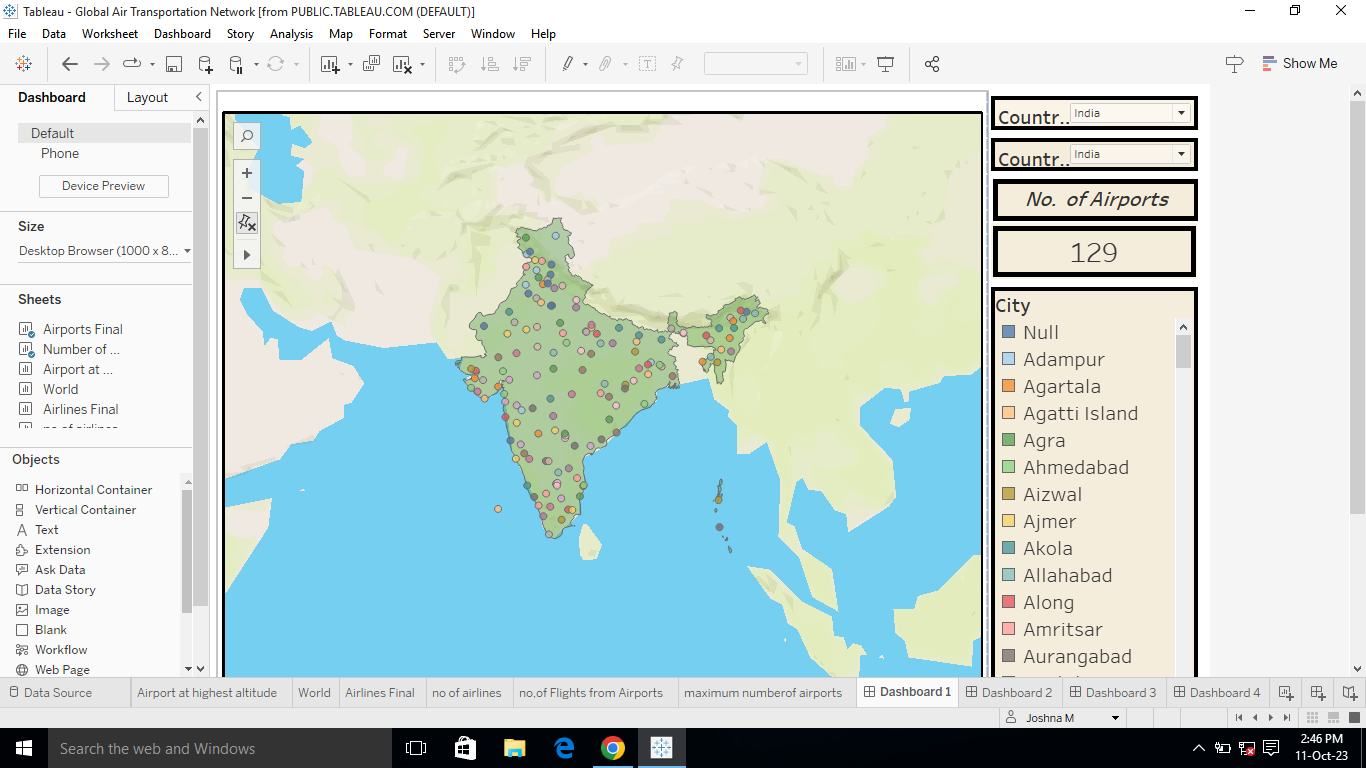 Tableau - Global Air Transportation Network [from PUBLIC.TABLEAU.COM (DEFAULT)]
File Data Worksheet Dashboard Story Analysis Map Format Server Window Help
Show Me
Dashboard Layout
Default
Phone
Device Preview
Size
Desktop Browser (1000 x 8...
Sheets
Airports Final
Number of ...
Airport at ...
World
Airlines Final
Objects
Horizontal Container
Vertical Container
Text
Extension
Ask Data
Data Story
Image
Blank
Workflow
Web Page
Countr.. India
Countr.. India
No. of Airports
129
City
Null
Adampur
Agartala
Agatti Island
Agra
Ahmedabad
Aizwal
Ajmer
Akola
Allahabad
Along
Amritsar
Aurangabad
Data Source Airport at highest altitude World Airlines Final no of airlines no,of Flights from Airports maximum numberof airports Dashboard 1 Dashboard 2 Dashboard 3 Dashboard 4
Joshna M
Search the web and Windows
2:46 PM
11-Oct-23